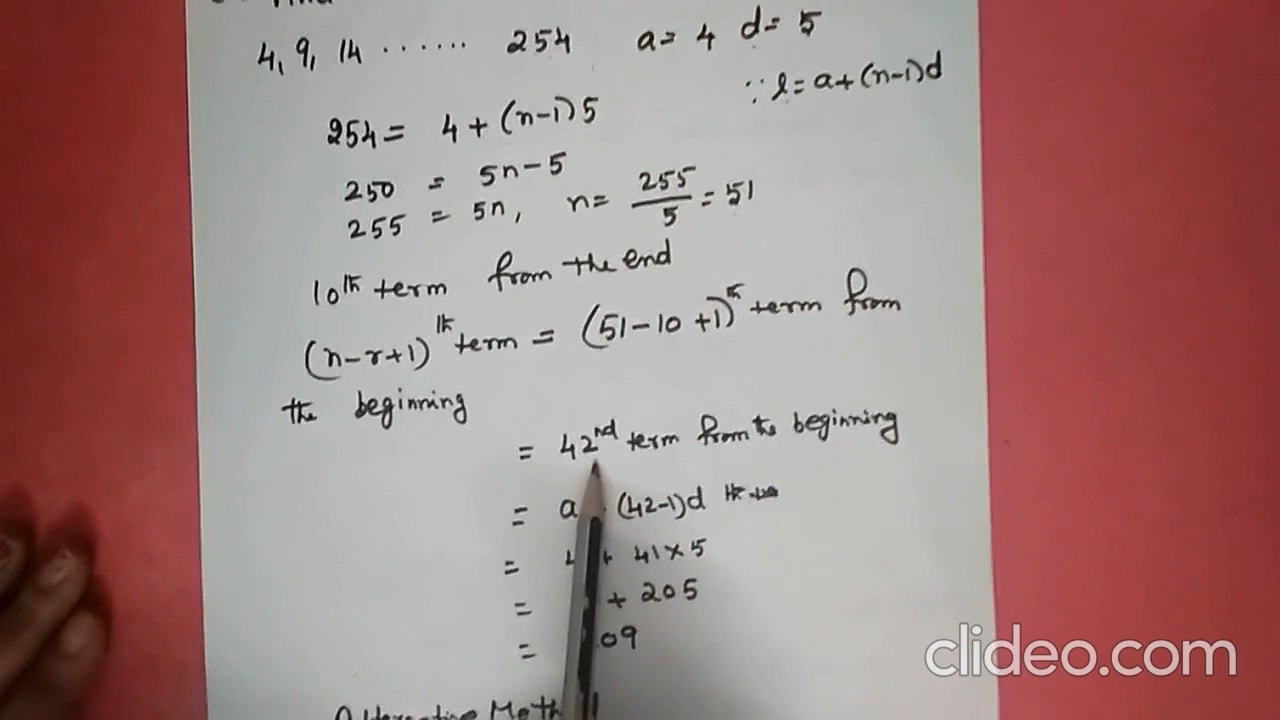 4, 9, 14 ....... 254 a= 4 d= 5
∵ l= a+(n-1)d
254= 4+(n-1)5
250 = 5n-5
255 = 5n, n= 255/5 = 51
10th term from the end
(n-r+1)th term = (51-10+1)th term from
the beginning
= 42nd term from the beginning
= a (42-1)d
= + 41×5
= + 205
= 09
clideo.com